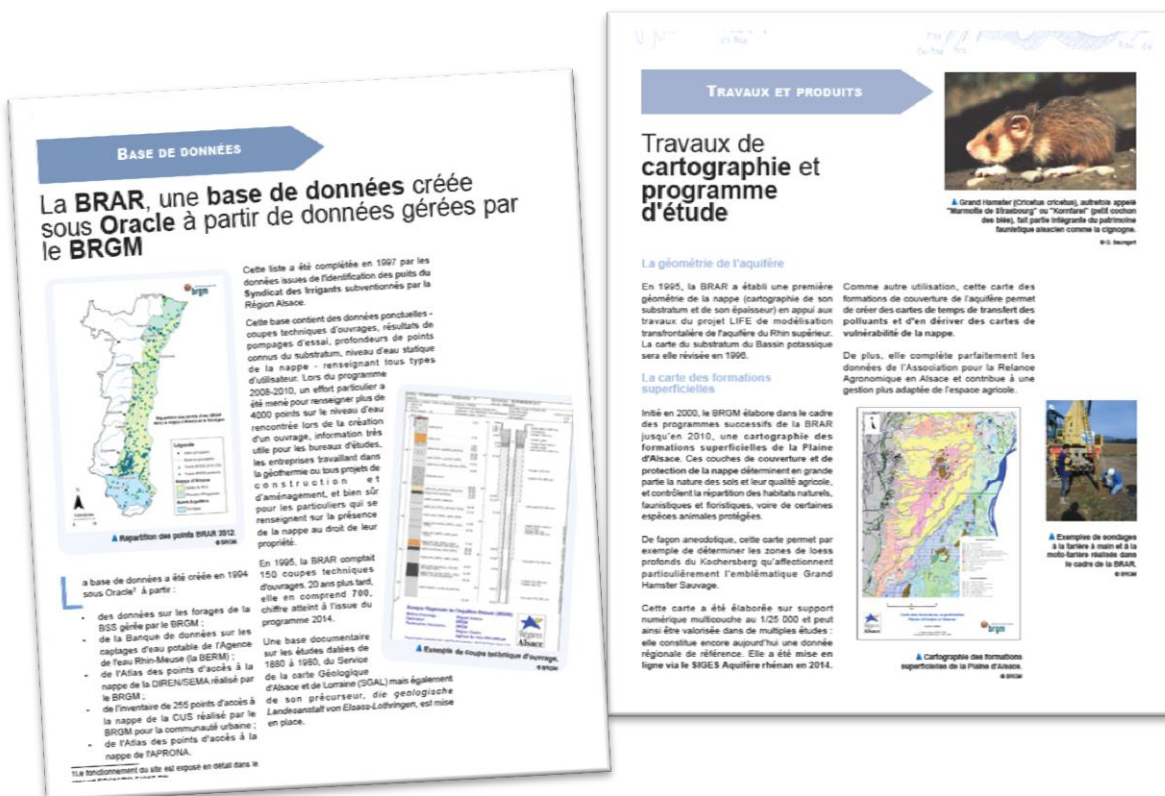 BASE DE DONNÉES
La BRAR, une base de données créée
sous Oracle à partir de données gérées par
le BRGM
brgm
Légende
▲ Répartition des points BRAR 2012.
© BRGM
La base de données a été créée en 1994
sous Oracle¹ à partir :
- des données sur les forages de la
BSS gérée par le BRGM ;
- de la Banque de données sur les
captages d'eau potable de l'Agence
de l'eau Rhin-Meuse (la BERM) ;
- de l'Atlas des points d'accès à la
nappe de la DIREN/SEMA réalisé par
le BRGM ;
- de l'inventaire de 255 points d'accès à
la nappe de la CUS réalisé par le
BRGM pour la communauté urbaine ;
- de l'Atlas des points d'accès à la
nappe de l'APRONA.
1Le fonctionnement du site est exposé en détail dans le
Cette liste a été complétée en 1997 par les
données issues de l'identification des puits du
Syndicat des Irrigants subventionnés par la
Région Alsace.
Cette base contient des données ponctuelles -
coupes techniques d'ouvrages, résultats de
pompages d'essai, profondeurs de points
connus du substratum, niveau d'eau statique
de la nappe - renseignant tous types
d'utilisateur. Lors du programme
2008-2010, un effort particulier a
été mené pour renseigner plus de
4000 points sur le niveau d'eau
rencontrée lors de la création
d'un ouvrage, information très
utile pour les bureaux d'études,
les entreprises travaillant dans
la géothermie ou tous projets de
construction et
d'aménagement, et bien sûr
pour les particuliers qui se
renseignent sur la présence
de la nappe au droit de leur
propriété.
En 1995, la BRAR comptait
150 coupes techniques
d'ouvrages. 20 ans plus tard,
elle en comprend 700,
chiffre atteint à l'issue du
programme 2014.
Une base documentaire
sur les études datées de
1880 à 1980, du Service
de la carte Géologique
d'Alsace et de Lorraine (SGAL) mais également
de son précurseur, die geologische
Landesanstalt von Elsass-Lothringen, est mise
en place.
Région
Alsace
▲ Exemple de coupe technique d'ouvrage.
© BRGM
TRAVAUX ET PRODUITS
Travaux de
cartographie et
programme
d'étude
▲ Grand Hamster (Cricetus cricetus), autrefois appelé
"Marmotte de Strasbourg" ou "Kornfarel" (petit cochon
des blés), fait partie intégrante du patrimoine
faunistique alsacien comme la cigogne.
La géométrie de l'aquifère
En 1995, la BRAR a établi une première
géométrie de la nappe (cartographie de son
substratum et de son épaisseur) en appui aux
travaux du projet LIFE de modélisation
transfrontalière de l'aquifère du Rhin supérieur.
La carte du substratum du Bassin potassique
sera elle révisée en 1996.
La carte des formations
superficielles
Initié en 2000, le BRGM élabore dans le cadre
des programmes successifs de la BRAR
jusqu'en 2010, une cartographie des
formations superficielles de la Plaine
d'Alsace. Ces couches de couverture et de
protection de la nappe déterminent en grande
partie la nature des sols et leur qualité agricole,
et contrôlent la répartition des habitats naturels,
faunistiques et floristiques, voire de certaines
espèces animales protégées.
De façon anecdotique, cette carte permet par
exemple de déterminer les zones de loess
profonds du Kochersberg qu'affectionnent
particulièrement l'emblématique Grand
Hamster Sauvage.
Cette carte a été élaborée sur support
numérique multicouche au 1/25 000 et peut
ainsi être valorisée dans de multiples études :
elle constitue encore aujourd'hui une donnée
régionale de référence. Elle a été mise en
ligne via le SIGES Aquifère rhénan en 2014.
Comme autre utilisation, cette carte des
formations de couverture de l'aquifère permet
de créer des cartes de temps de transfert des
polluants et d'en dériver des cartes de
vulnérabilité de la nappe.
De plus, elle complète parfaitement les
données de l'Association pour la Relance
Agronomique en Alsace et contribue à une
gestion plus adaptée de l'espace agricole.
brgm
▲ Cartographie des formations
superficielles de la Plaine d'Alsace.
© BRGM
▲ Exemples de sondages
à la tarière à main et à la
moto-tarière réalisés dans
le cadre de la BRAR.
© BRGM